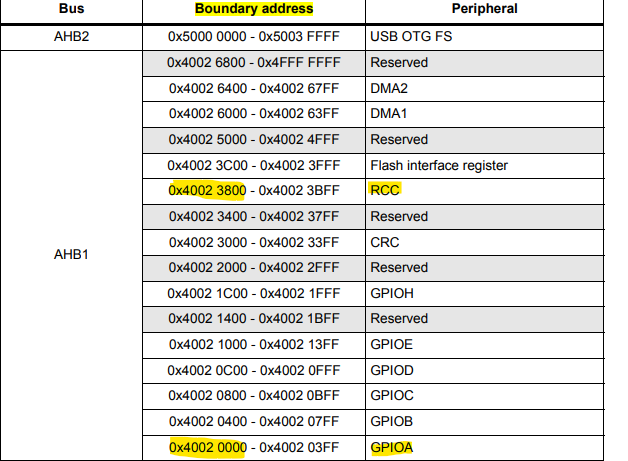 Bus Boundary address Peripheral
AHB2 0x5000 0000 - 0x5003 FFFF USB OTG FS
0x4002 6800 - 0x4FFF FFFF Reserved
0x4002 6400 - 0x4002 67FF DMA2
0x4002 6000 - 0x4002 63FF DMA1
0x4002 5000 - 0x4002 4FFF Reserved
0x4002 3C00 - 0x4002 3FFF Flash interface register
0x4002 3800 - 0x4002 3BFF RCC
0x4002 3400 - 0x4002 37FF Reserved
0x4002 3000 - 0x4002 33FF CRC
AHB1
0x4002 2000 - 0x4002 2FFF Reserved
0x4002 1C00 - 0x4002 1FFF GPIOH
0x4002 1400 - 0x4002 1BFF Reserved
0x4002 1000 - 0x4002 13FF GPIOE
0x4002 0C00 - 0x4002 0FFF GPIOD
0x4002 0800 - 0x4002 0BFF GPIOC
0x4002 0400 - 0x4002 07FF GPIOB
0x4002 0000 - 0x4002 03FF GPIOA